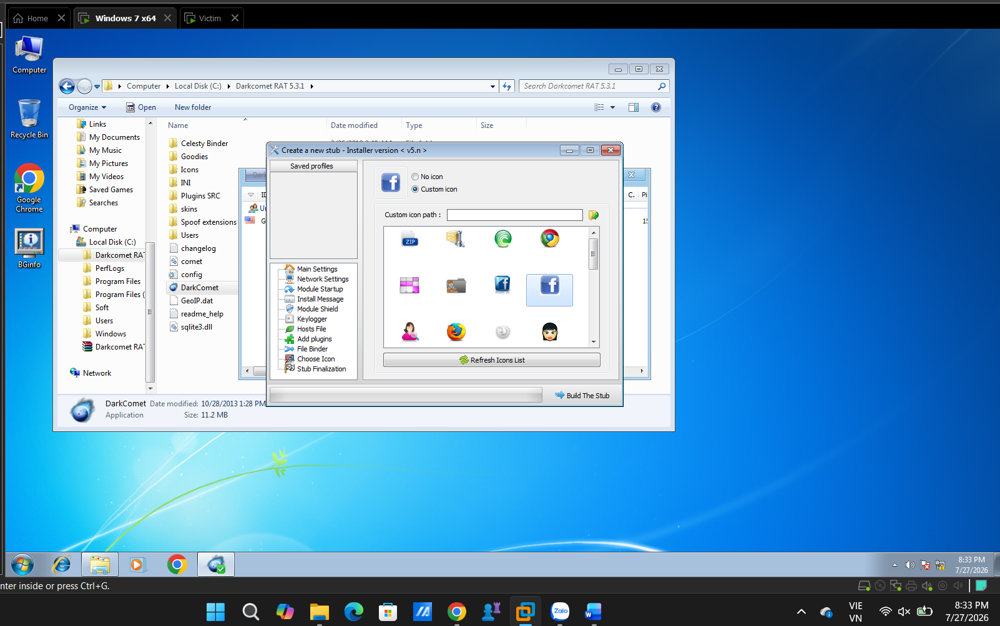 Home
Windows 7 x64
Victim
Computer
Recycle Bin
Google
Chrome
BGinfo
Computer
Local Disk (C:)
Darkcomet RAT 5.3.1
Search Darkcomet RAT 5.3.1
Organize
Open
New folder
Links
My Documents
My Music
My Pictures
My Videos
Saved Games
Searches
Computer
Local Disk (C:)
Darkcomet RAT
PerfLogs
Program Files
Program Files (
Soft
Users
Windows
Darkcomet RAT
Network
Name
Date modified
Type
Size
Celesty Binder
Goodies
Icons
INI
Plugins SRC
skins
Spoof extensions
Users
changelog
comet
config
DarkComet
GeoIP.dat
readme_help
sqlite3.dll
Create a new stub - Installer version < v5.n >
Saved profiles
Main Settings
Network Settings
Module Startup
Install Message
Module Shield
Keylogger
Hosts File
Add plugins
File Binder
Choose Icon
Stub Finalization
No icon
Custom icon
Custom icon path :
ZIP
Refresh Icons List
Build The Stub
C.
DarkComet Date modified: 10/28/2013 1:28 PM
Application Size: 11.2 MB
8:33 PM
7/27/2026
nter inside or press Ctrl+G.
Zalo
VIE
VN
8:33 PM
7/27/2026